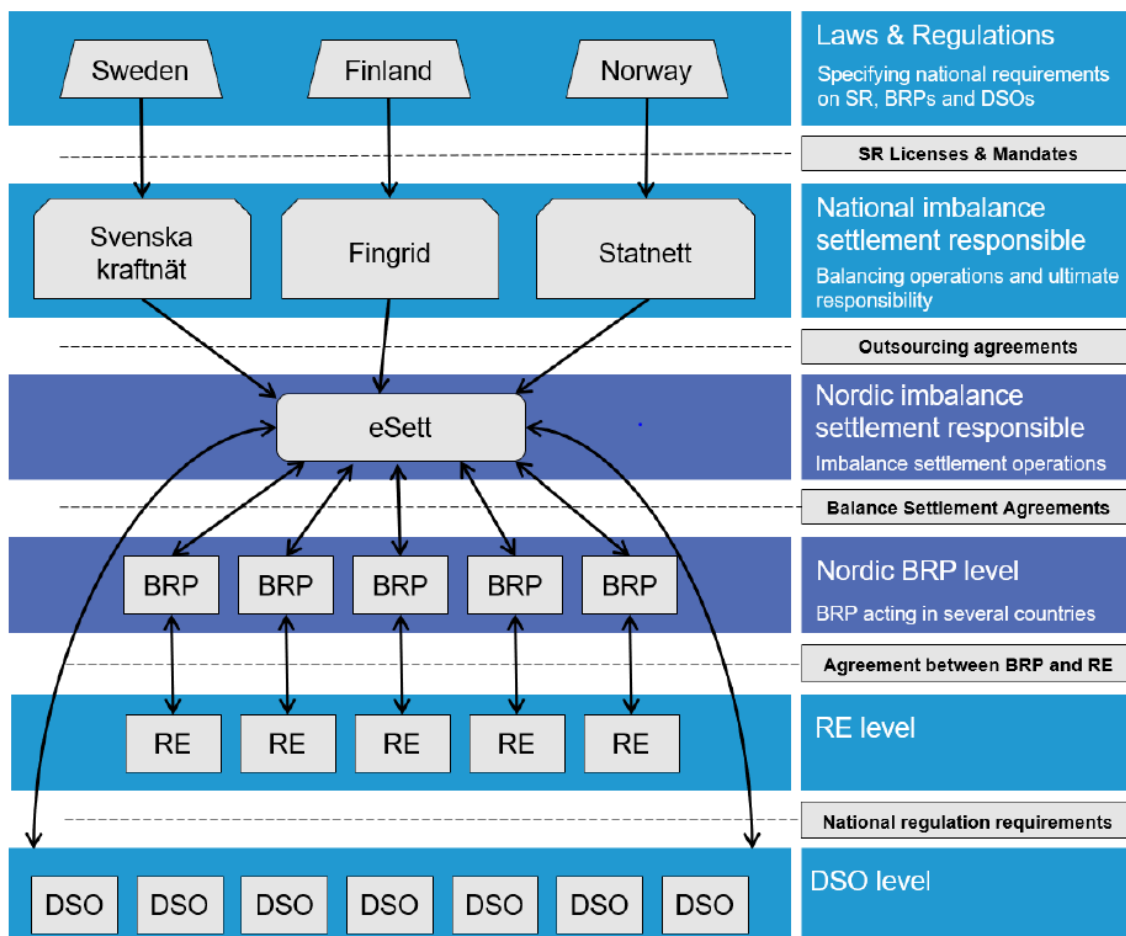 Sweden
Finland
Norway
Laws & Regulations
Specifying national requirements
on SR, BRPs and DSOs
SR Licenses & Mandates
Svenska
kraftnät
Fingrid
Statnett
National imbalance
settlement responsible
Balancing operations and ultimate
responsibility
Outsourcing agreements
eSett
Nordic imbalance
settlement responsible
Imbalance settlement operations
Balance Settlement Agreements
BRP
BRP
BRP
BRP
BRP
Nordic BRP level
BRP acting in several countries
Agreement between BRP and RE
RE
RE
RE
RE
RE
RE level
National regulation requirements
DSO level
DSO
DSO
DSO
DSO
DSO
DSO
DSO